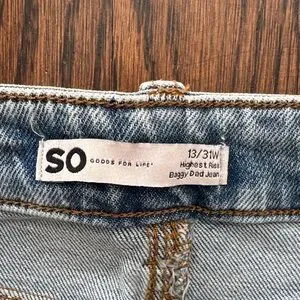 SO GOODS FOR LIFE®
13/31W
Highest Rise
Baggy Dad Jean